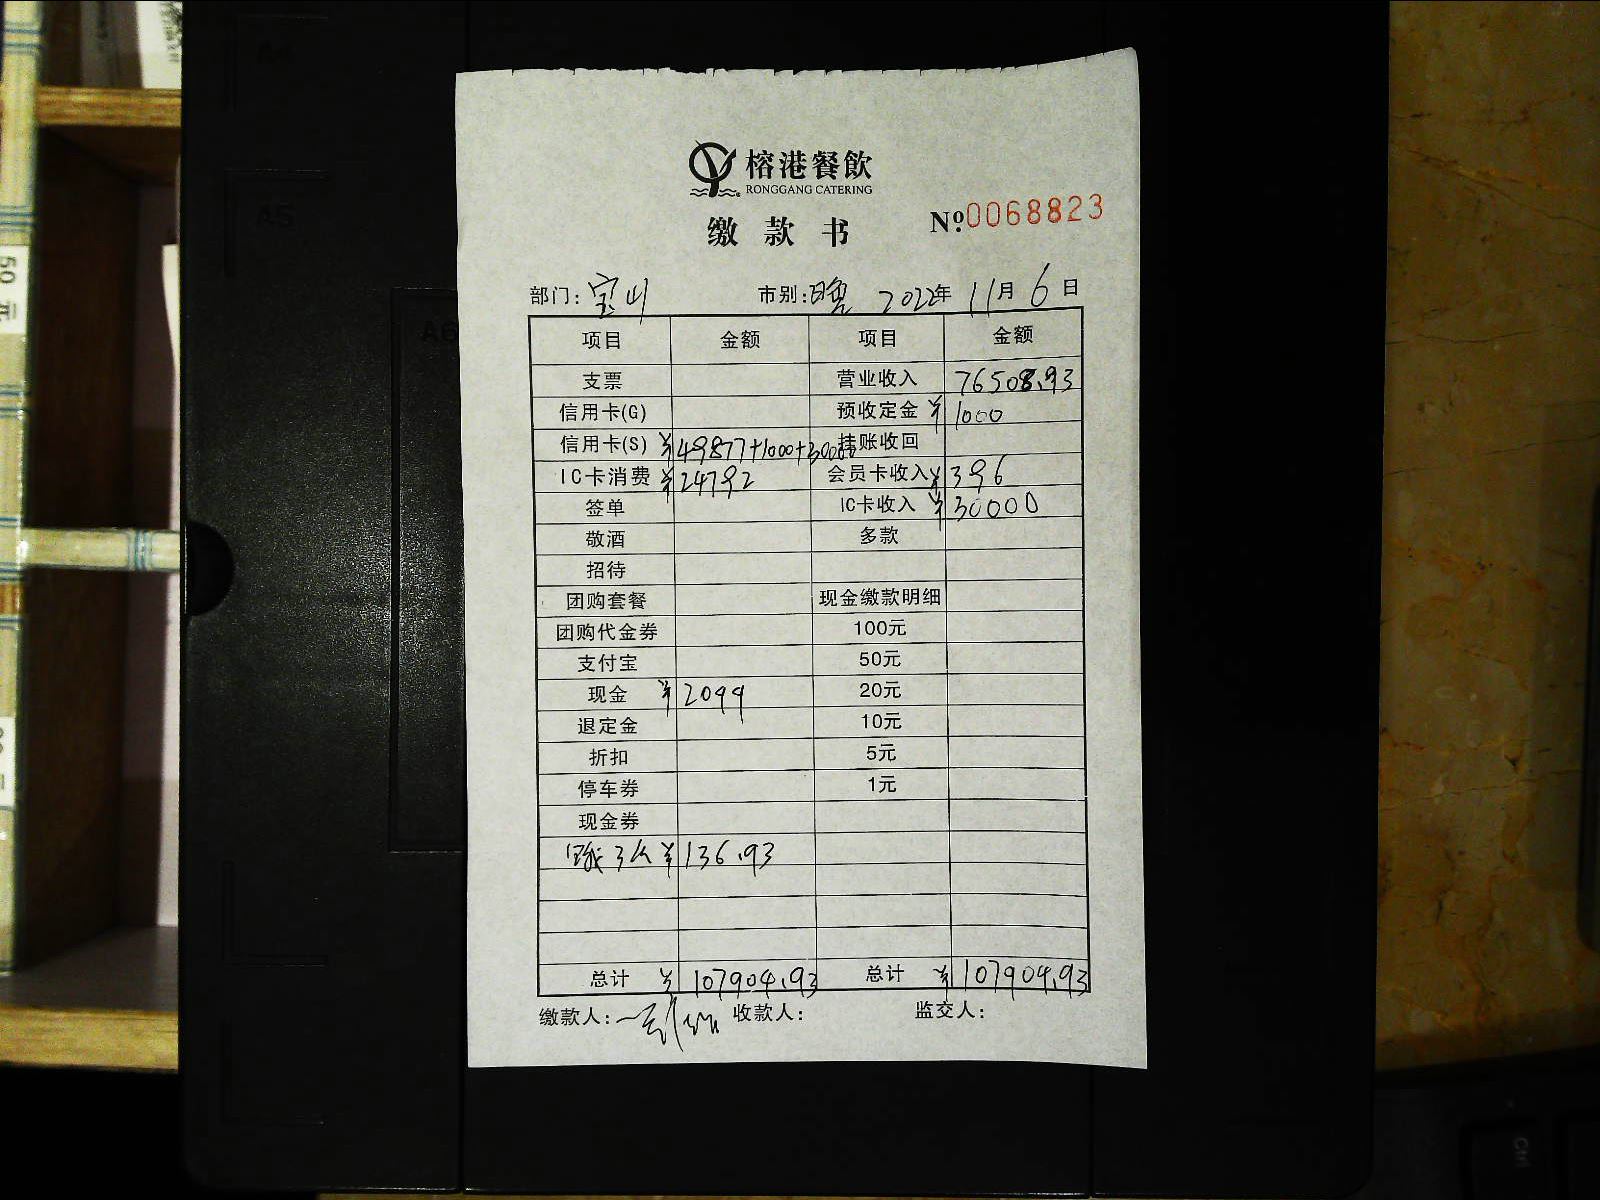 榕港餐飲
RONGGANG CATERING
缴款书 №0068823
部门:宝山 市别:晚 2022年11月6日
项目 金额 项目 金额
支票 营业收入 76508.93
信用卡(G) 预收定金 ¥1000
信用卡(S) ¥49877+1000+30000 挂账收回
IC卡消费 ¥24792 会员卡收入 ¥396
签单 IC卡收入 ¥30000
敬酒 多款
招待
团购套餐 现金缴款明细
团购代金券 100元
支付宝 50元
现金 ¥2099 20元
退定金 10元
折扣 5元
停车券 1元
现金券
¥136.93
总计 ¥107904.93 总计 ¥107904.93
缴款人: 收款人: 监交人:
A5
A6
50
Ctrl